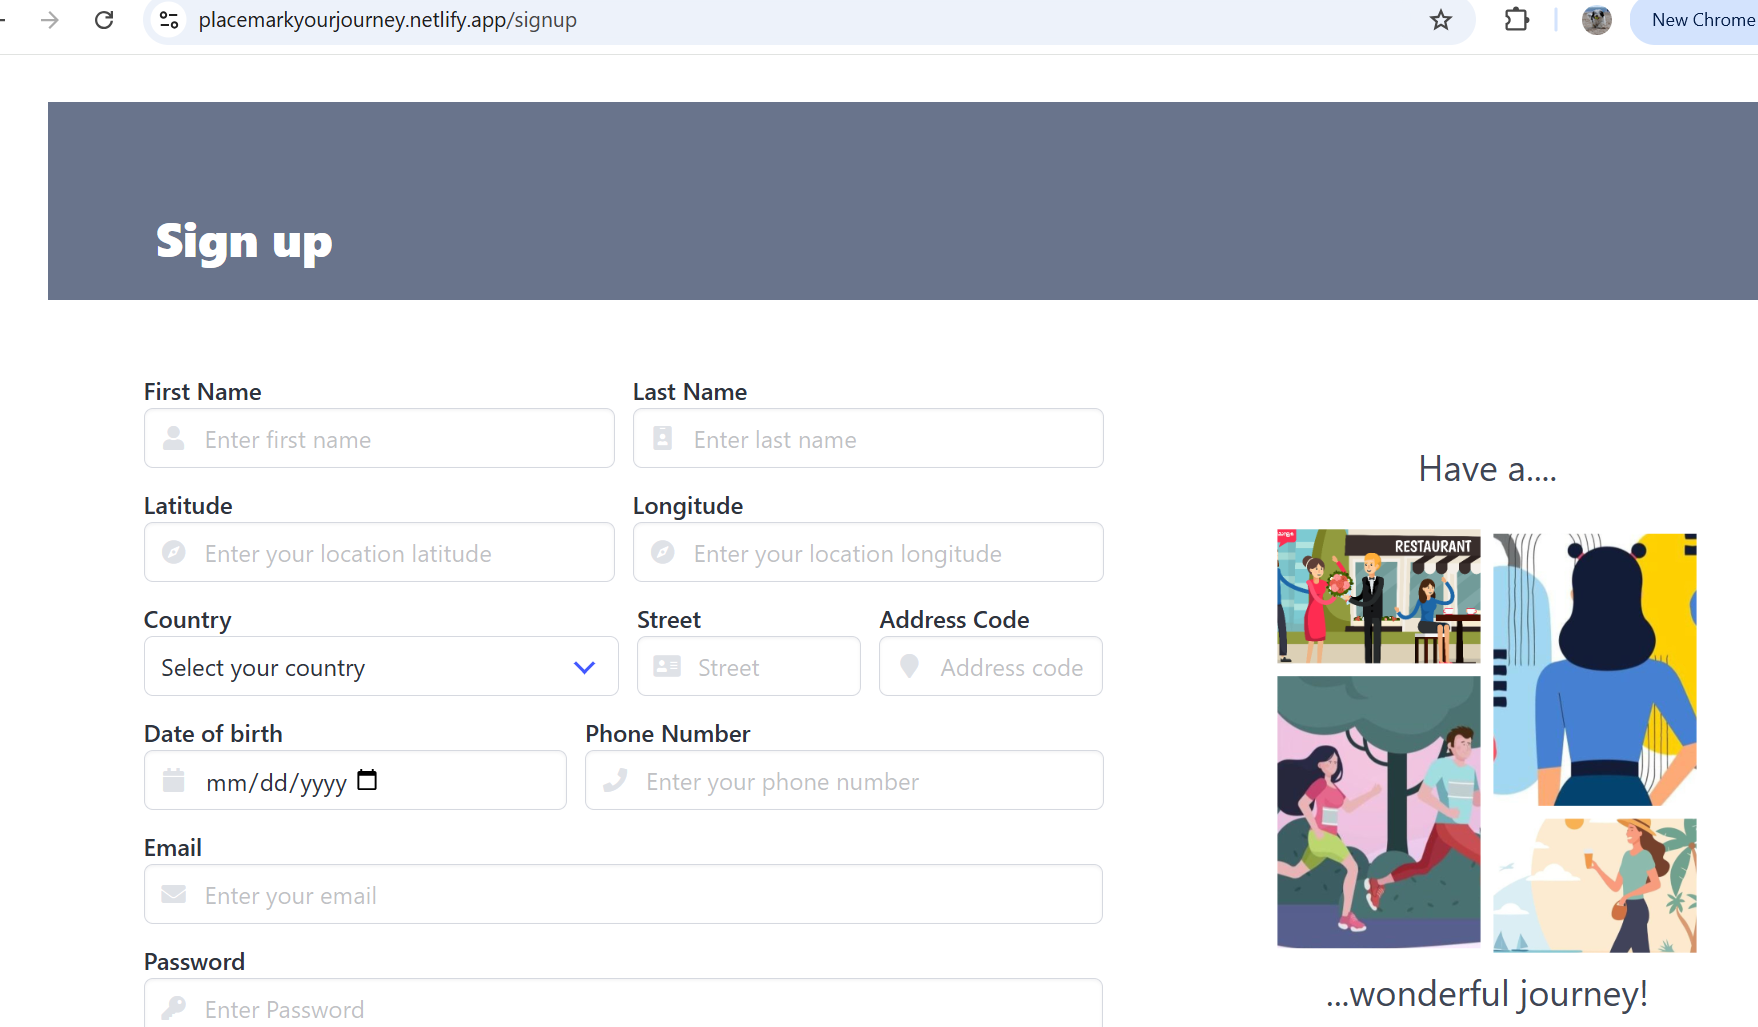 placemarkyourjourney.netlify.app/signup
New Chrome
Sign up
First Name
Last Name
Enter first name
Enter last name
Latitude
Longitude
Enter your location latitude
Enter your location longitude
Country
Street
Address Code
Select your country
Street
Address code
Date of birth
Phone Number
mm/dd/yyyy
Enter your phone number
Email
Enter your email
Password
Enter Password
Have a....
RESTAURANT
...wonderful journey!